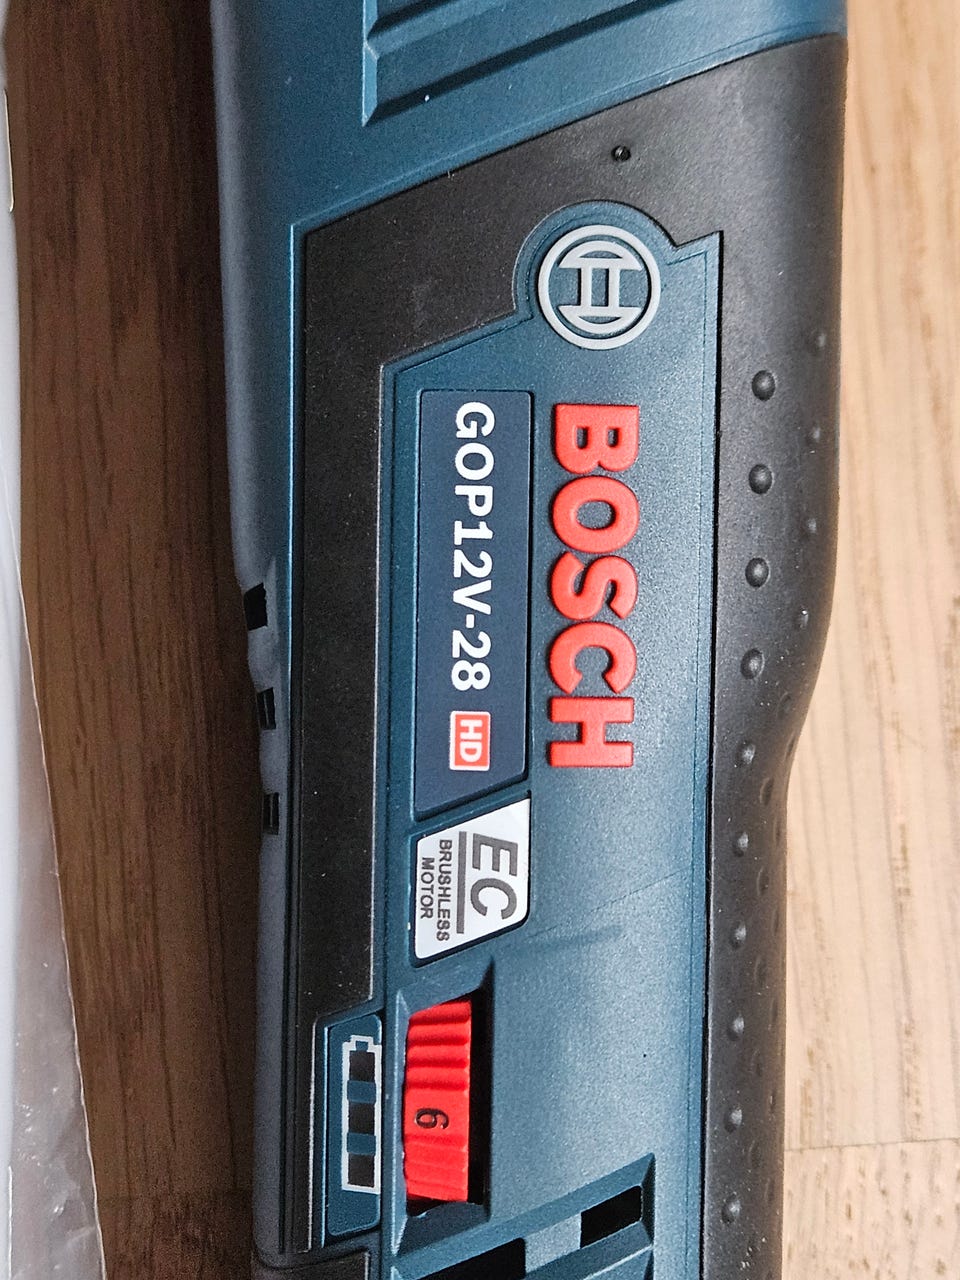 BOSCH
GOP12V-28 HD
EC
BRUSHLESS
MOTOR
6